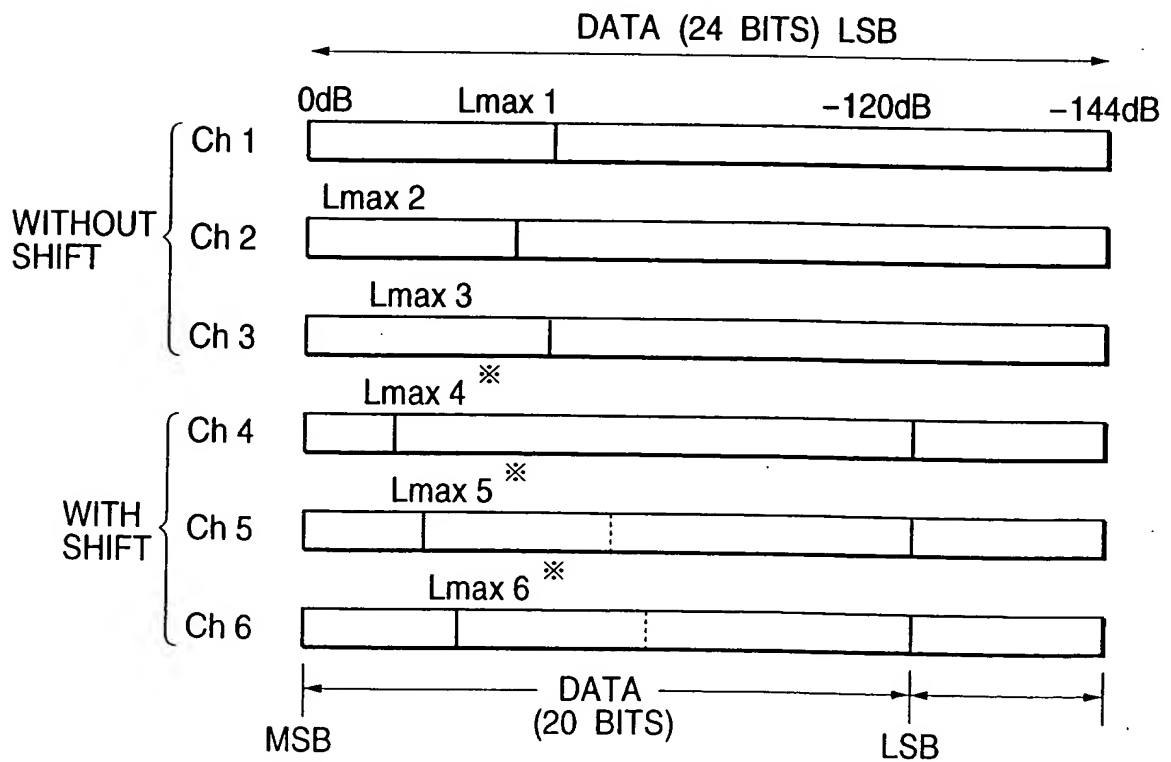 DATA (24 BITS) LSB
0dB Lmax 1 −120dB −144dB
Ch 1
Lmax 2
WITHOUT SHIFT
Ch 2
Lmax 3
Ch 3
Lmax 4 ※
Ch 4
Lmax 5 ※
WITH SHIFT
Ch 5
Lmax 6 ※
Ch 6
DATA
(20 BITS)
MSB LSB